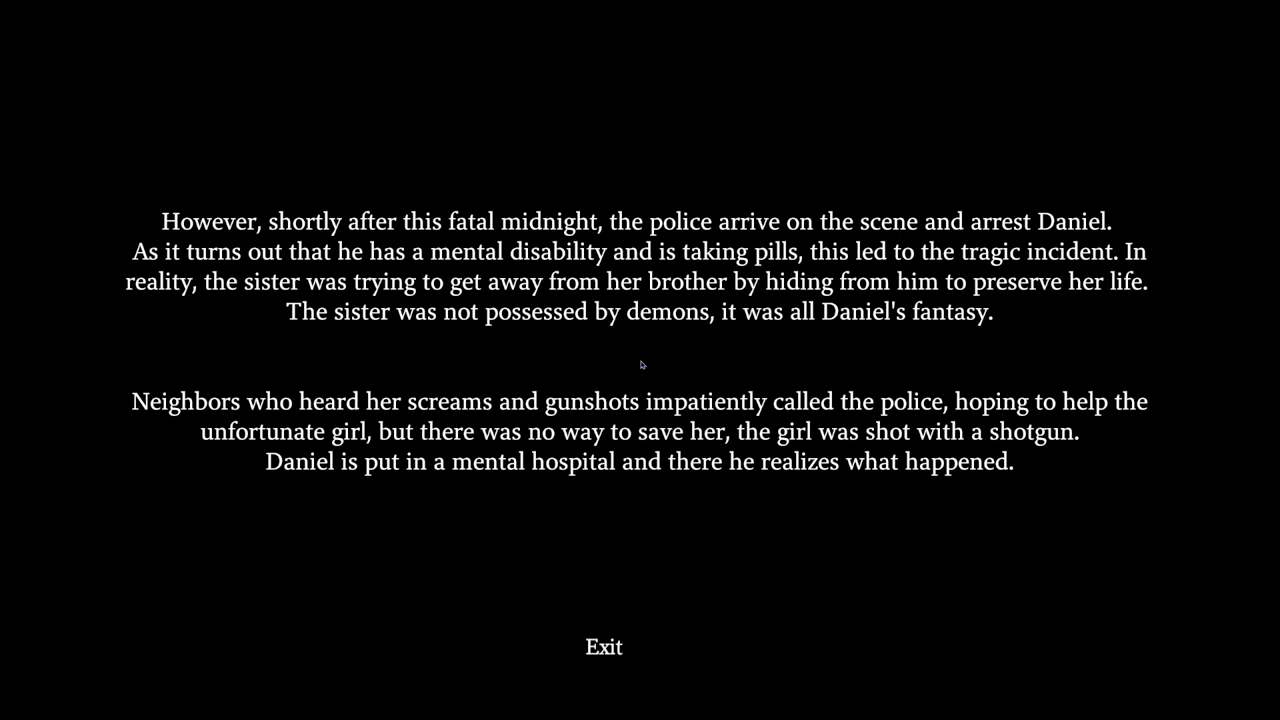 However, shortly after this fatal midnight, the police arrive on the scene and arrest Daniel.
As it turns out that he has a mental disability and is taking pills, this led to the tragic incident. In
reality, the sister was trying to get away from her brother by hiding from him to preserve her life.
The sister was not possessed by demons, it was all Daniel's fantasy.
Neighbors who heard her screams and gunshots impatiently called the police, hoping to help the
unfortunate girl, but there was no way to save her, the girl was shot with a shotgun.
Daniel is put in a mental hospital and there he realizes what happened.
Exit